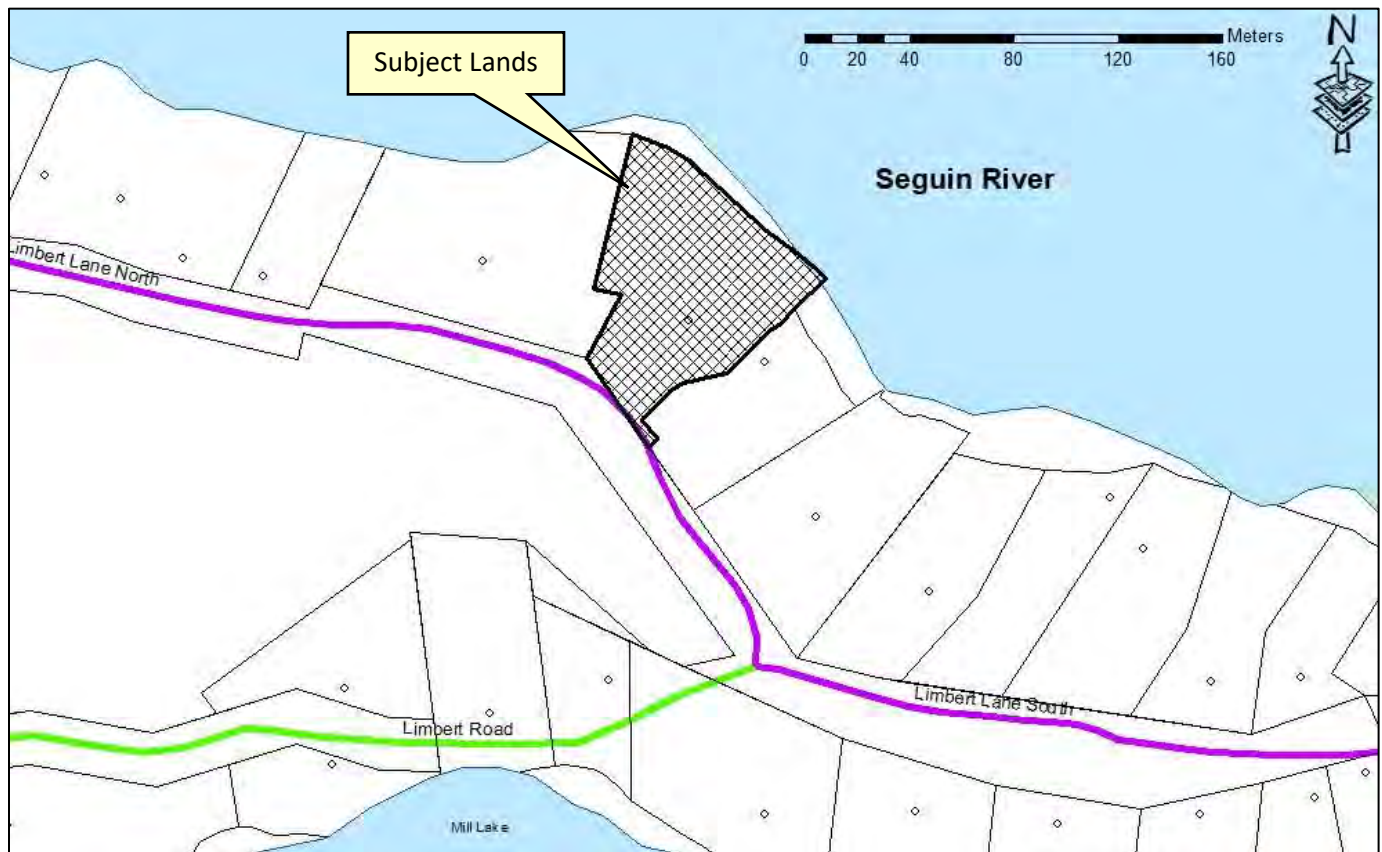 Subject Lands
Meters
0 20 40 80 120 160
N
Seguin River
Limbert Lane North
Limbert Lane South
Limbert Road
Mill Lake